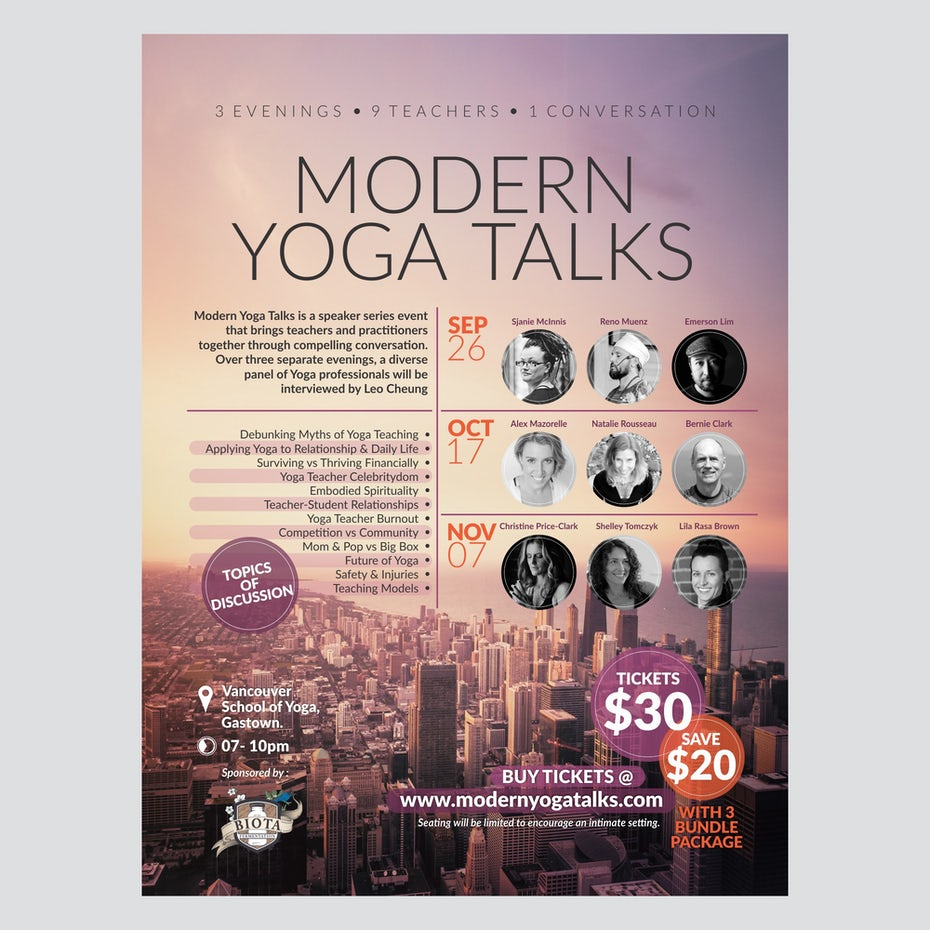 3 EVENINGS • 9 TEACHERS • 1 CONVERSATION
MODERN
YOGA TALKS
Modern Yoga Talks is a speaker series event
that brings teachers and practitioners
together through compelling conversation.
Over three separate evenings, a diverse
panel of Yoga professionals will be
interviewed by Leo Cheung
SEP
26
Sjanie McInnis
Reno Muenz
Emerson Lim
OCT
17
Alex Mazorelle
Natalie Rousseau
Bernie Clark
NOV
07
Christine Price-Clark
Shelley Tomczyk
Lila Rasa Brown
Debunking Myths of Yoga Teaching •
Applying Yoga to Relationship & Daily Life •
Surviving vs Thriving Financially •
Yoga Teacher Celebritydom •
Embodied Spirituality •
Teacher-Student Relationships •
Yoga Teacher Burnout •
Competition vs Community •
Mom & Pop vs Big Box •
Future of Yoga •
Safety & Injuries •
Teaching Models •
TOPICS
OF
DISCUSSION
Vancouver
School of Yoga,
Gastown.
07- 10pm
Sponsored by :
BIOTA
FERMENTATION
TICKETS
$30
SAVE
$20
WITH 3
BUNDLE
PACKAGE
BUY TICKETS @
www.modernyogatalks.com
Seating will be limited to encourage an intimate setting.